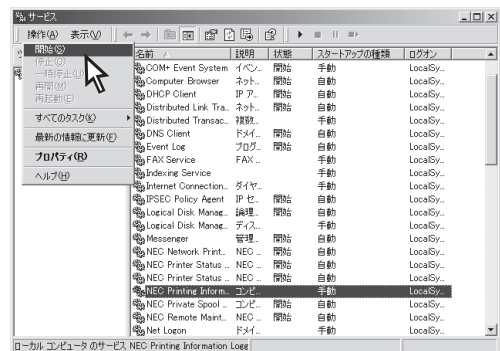 サービス
操作(A) 表示(V)
開始(S)
停止(O)
一時停止(U)
再開(M)
再起動(E)
すべてのタスク(K)
最新の情報に更新(F)
プロパティ(R)
ヘルプ(H)
名前 説明 状態 スタートアップの種類 ログオン
COM+ Event System イベン... 開始 手動 LocalSy...
Computer Browser ネット... 開始 自動 LocalSy...
DHCP Client IP ア... 開始 自動 LocalSy...
Distributed Link Tra... ネット... 開始 自動 LocalSy...
Distributed Transac... 複数... 手動 LocalSy...
DNS Client ドメイ... 開始 自動 LocalSy...
Event Log プログ... 開始 自動 LocalSy...
FAX Service FAX ... 手動 LocalSy...
Indexing Service 手動 LocalSy...
Internet Connection... ダイヤ... 手動 LocalSy...
IPSEC Policy Agent IP セ... 開始 自動 LocalSy...
Logical Disk Manag... 論理... 開始 自動 LocalSy...
Logical Disk Manag... ディス... 手動 LocalSy...
Messenger 管理... 開始 自動 LocalSy...
NEC Network Print... NEC ... 開始 自動 LocalSy...
NEC Printer Status ... NEC ... 開始 自動 LocalSy...
NEC Printer Status ... NEC ... 開始 自動 LocalSy...
NEC Printing Inform... コンピ... 手動 LocalSy...
NEC Private Spool ... コンピ... 開始 自動 LocalSy...
NEC Remote Maint... NEC ... 開始 自動 LocalSy...
Net Logon ドメイ... 手動 LocalSy...
ローカル コンピュータ のサービス NEC Printing Information Logg